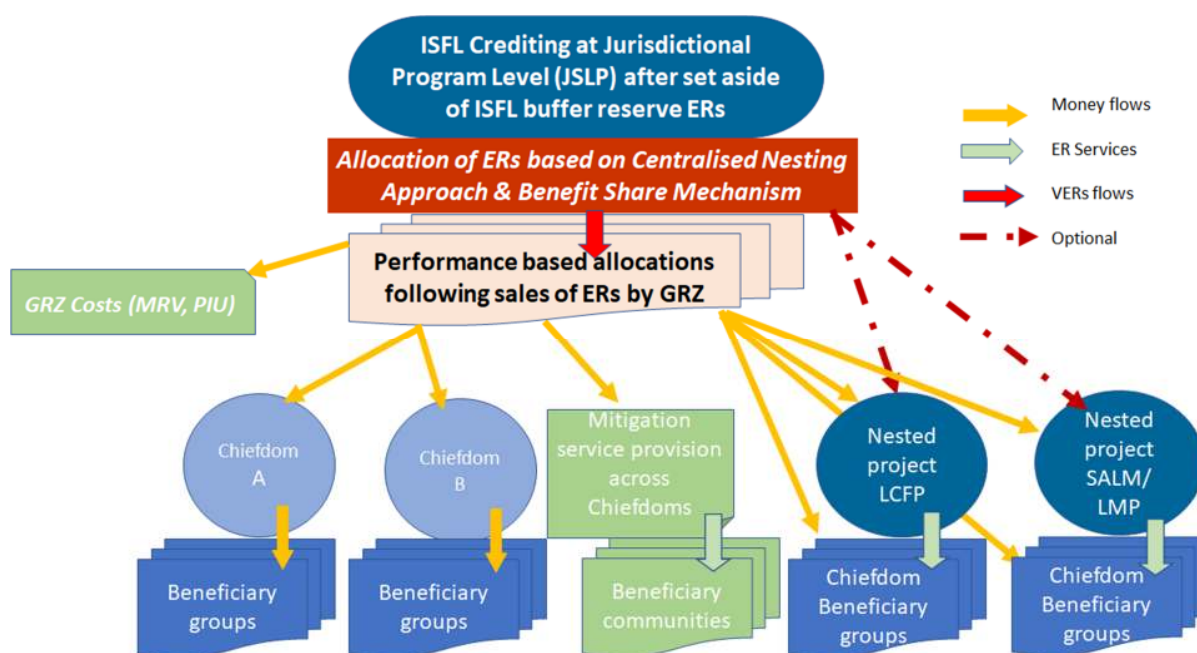 ISFL Crediting at Jurisdictional
Program Level (JSLP) after set aside
of ISFL buffer reserve ERs
Allocation of ERs based on Centralised Nesting
Approach & Benefit Share Mechanism
Performance based allocations
following sales of ERs by GRZ
GRZ Costs (MRV, PIU)
Money flows
ER Services
VERs flows
Optional
Chiefdom
A
Chiefdom
B
Mitigation
service provision
across
Chiefdoms
Nested
project
LCFP
Nested
project
SALM/
LMP
Beneficiary
groups
Beneficiary
groups
Beneficiary
communities
Chiefdom
Beneficiary
groups
Chiefdom
Beneficiary
groups